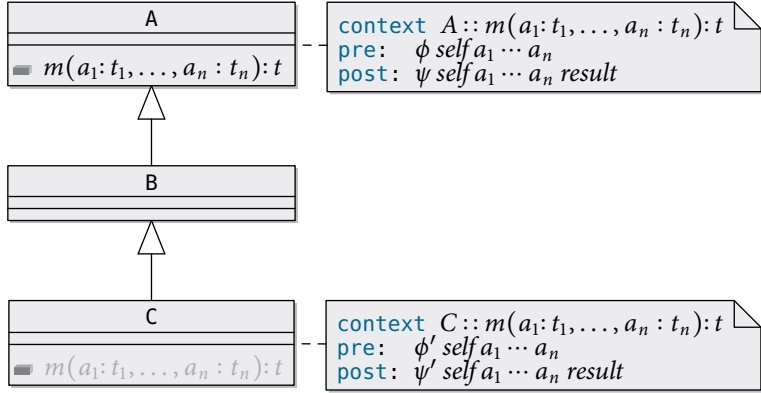 A
m(a₁: t₁, . . . , aₙ : tₙ): t
context A :: m(a₁: t₁, . . . , aₙ : tₙ): t
pre: ϕ self a₁ ⋯ aₙ
post: ψ self a₁ ⋯ aₙ result
B
C
m(a₁: t₁, . . . , aₙ : tₙ): t
context C :: m(a₁: t₁, . . . , aₙ : tₙ): t
pre: ϕ′ self a₁ ⋯ aₙ
post: ψ′ self a₁ ⋯ aₙ result